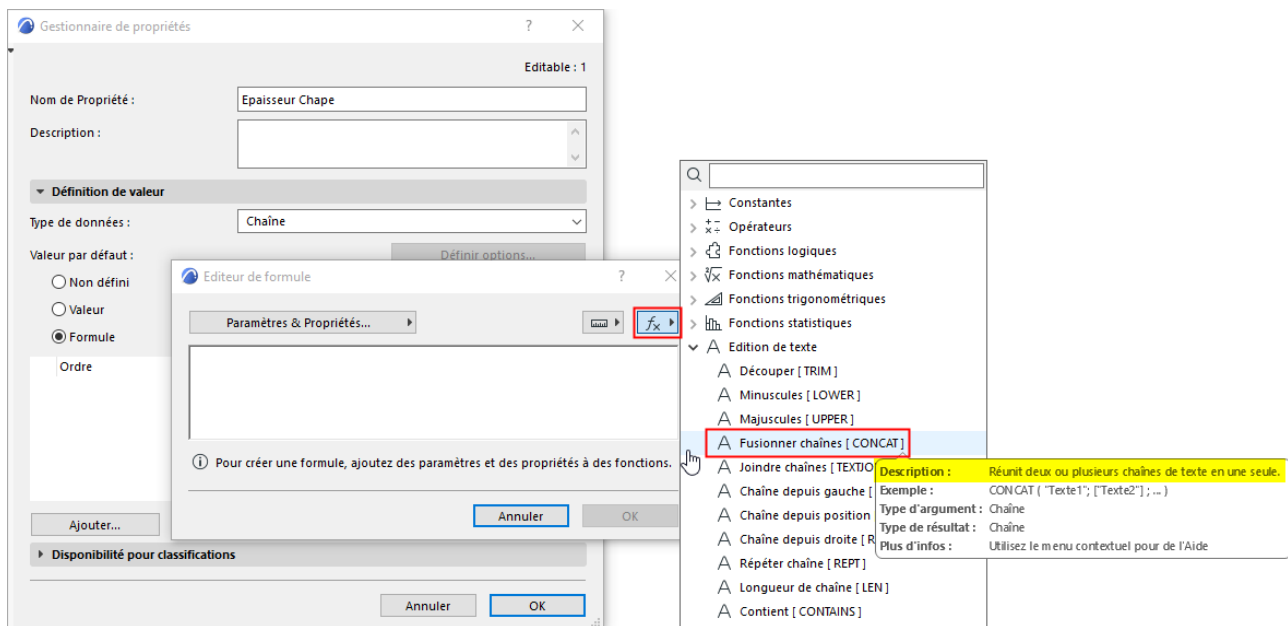 Gestionnaire de propriétés
Editable : 1
Nom de Propriété : Epaisseur Chape
Description :
Définition de valeur
Type de données : Chaîne
Valeur par défaut : Définir options...
Non défini
Valeur
Formule
Ordre
Ajouter...
Disponibilité pour classifications
Annuler OK
Editeur de formule
Paramètres & Propriétés...
fx
Pour créer une formule, ajoutez des paramètres et des propriétés à des fonctions.
Annuler OK
Constantes
Opérateurs
Fonctions logiques
Fonctions mathématiques
Fonctions trigonométriques
Fonctions statistiques
Edition de texte
Découper [ TRIM ]
Minuscules [ LOWER ]
Majuscules [ UPPER ]
Fusionner chaînes [ CONCAT ]
Joindre chaînes [ TEXTJO
Chaîne depuis gauche [
Chaîne depuis position
Chaîne depuis droite [ R
Répéter chaîne [ REPT ]
Longueur de chaîne [ LEN ]
Contient [ CONTAINS ]
Description : Réunit deux ou plusieurs chaînes de texte en une seule.
Exemple : CONCAT ( "Texte1"; ["Texte2"] ; ... )
Type d'argument : Chaîne
Type de résultat : Chaîne
Plus d'infos : Utilisez le menu contextuel pour de l'Aide